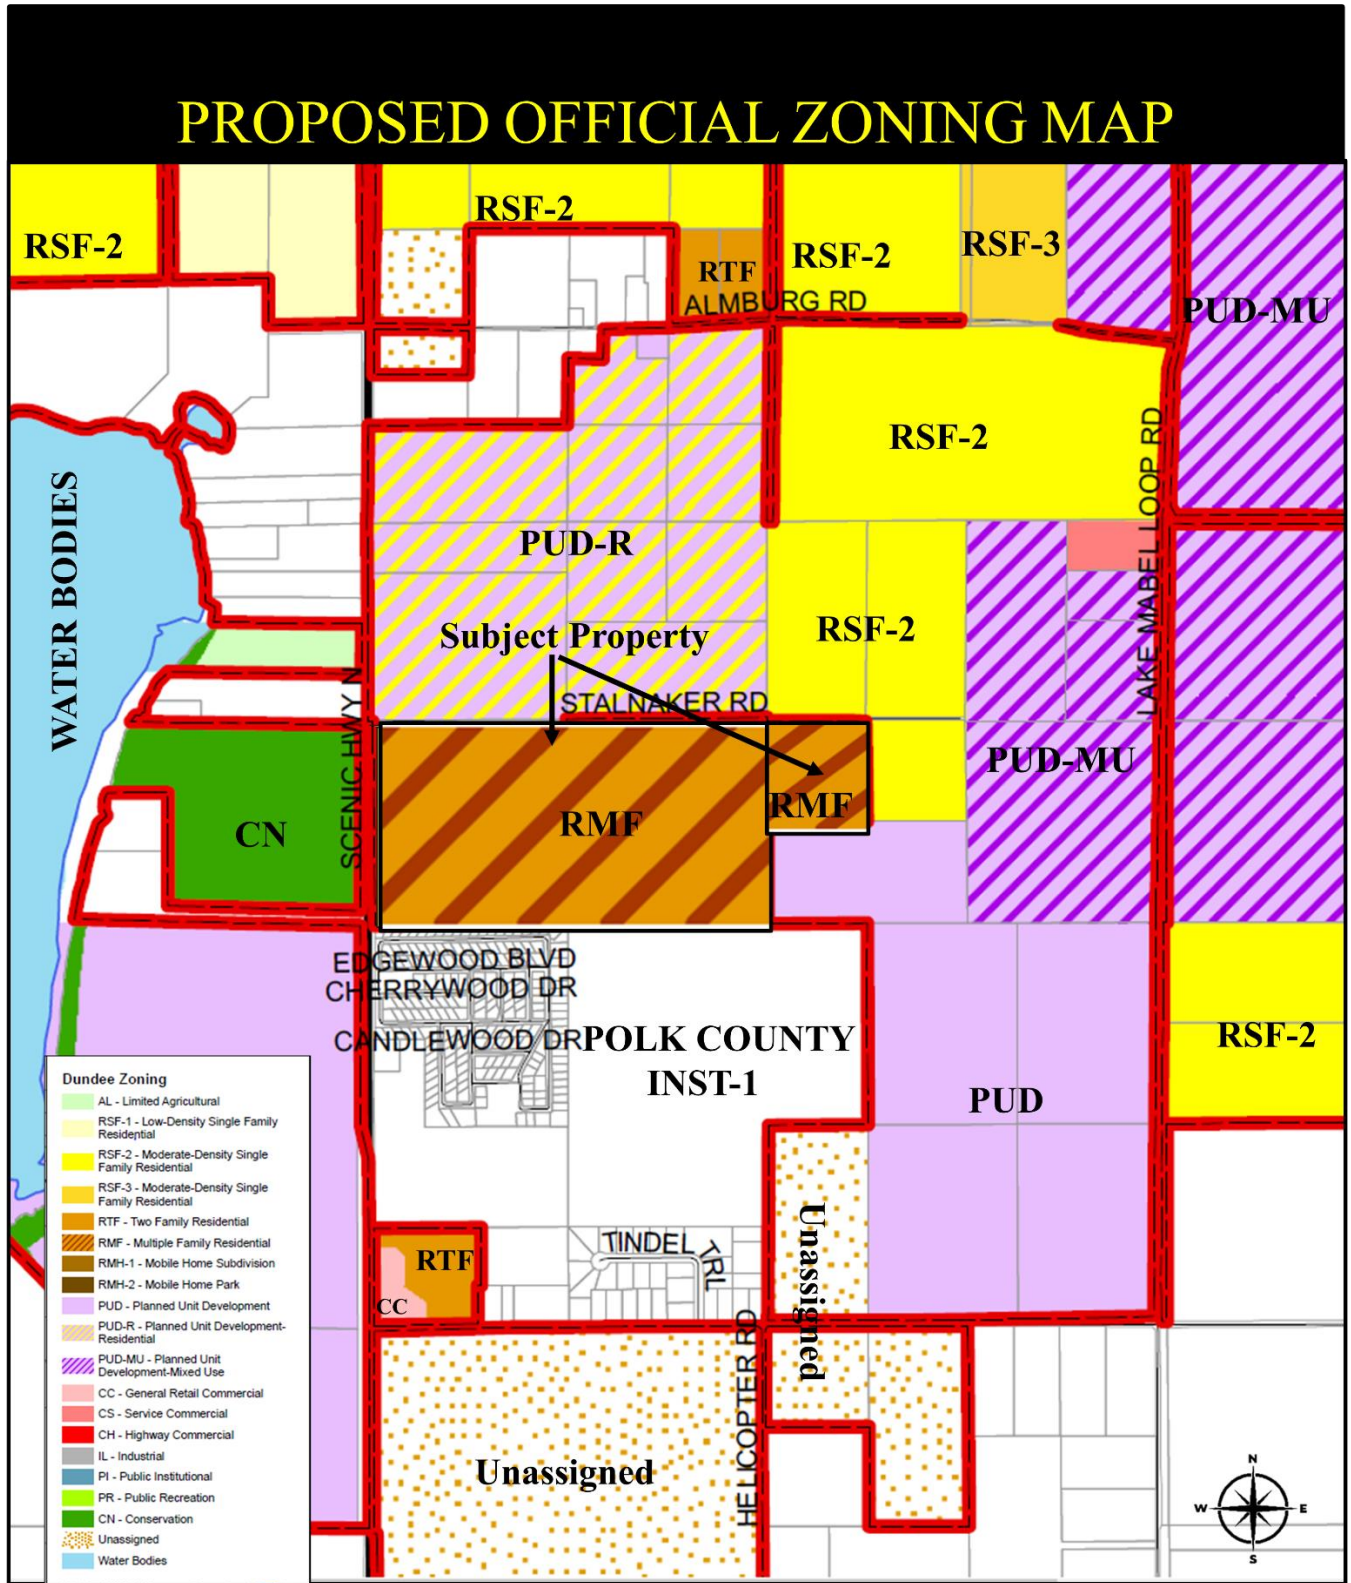 PROPOSED OFFICIAL ZONING MAP
RSF-2
RSF-2
RTF
RSF-2
RSF-3
ALMBURG RD
PUD-MU
RSF-2
LAKE MABEL LOOP RD
WATER BODIES
PUD-R
RSF-2
Subject Property
STALNAKER RD
SCENIC HWY N
PUD-MU
RMF
RMF
CN
EDGEWOOD BLVD
CHERRYWOOD DR
CANDLEWOOD DR
POLK COUNTY
INST-1
RSF-2
PUD
Unassigned
TINDEL TRL
RTF
CC
HELICOPTER RD
Unassigned
Dundee Zoning
AL - Limited Agricultural
RSF-1 - Low-Density Single Family
Residential
RSF-2 - Moderate-Density Single
Family Residential
RSF-3 - Moderate-Density Single
Family Residential
RTF - Two Family Residential
RMF - Multiple Family Residential
RMH-1 - Mobile Home Subdivision
RMH-2 - Mobile Home Park
PUD - Planned Unit Development
PUD-R - Planned Unit Development-
Residential
PUD-MU - Planned Unit
Development-Mixed Use
CC - General Retail Commercial
CS - Service Commercial
CH - Highway Commercial
IL - Industrial
PI - Public Institutional
PR - Public Recreation
CN - Conservation
Unassigned
Water Bodies
N
W E
S